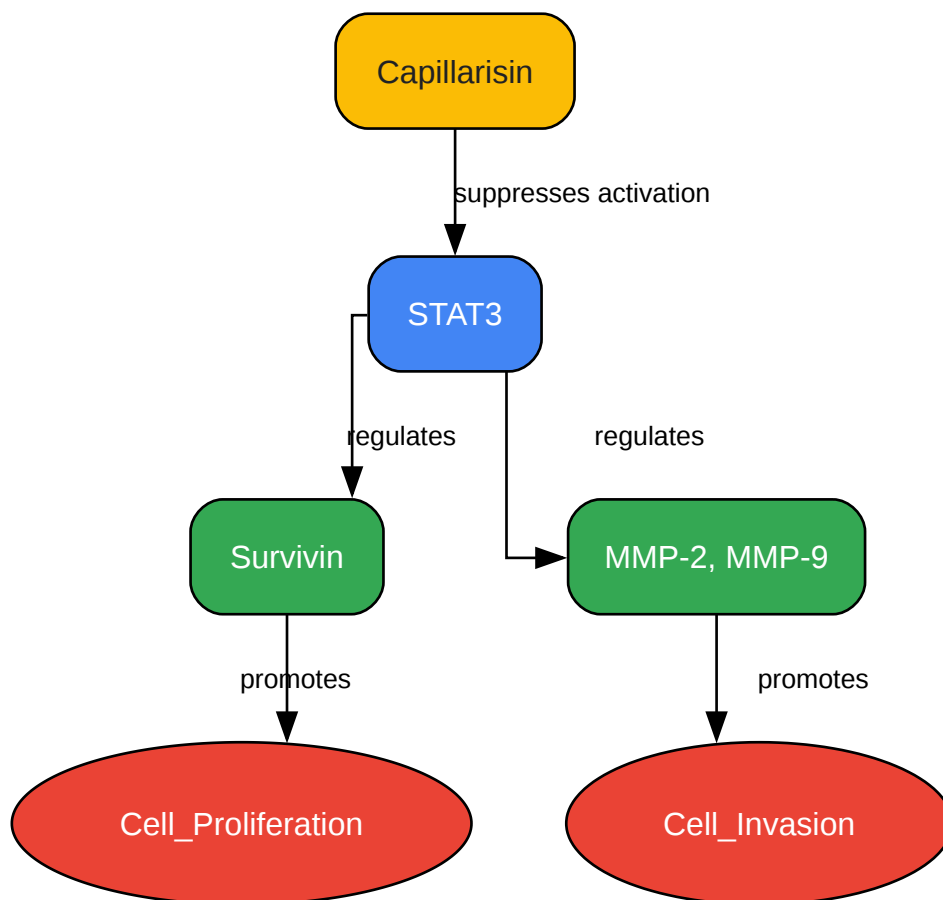 Capillarisin
suppresses activation
STAT3
regulates
regulates
Survivin
MMP-2, MMP-9
promotes
promotes
Cell_Proliferation
Cell_Invasion